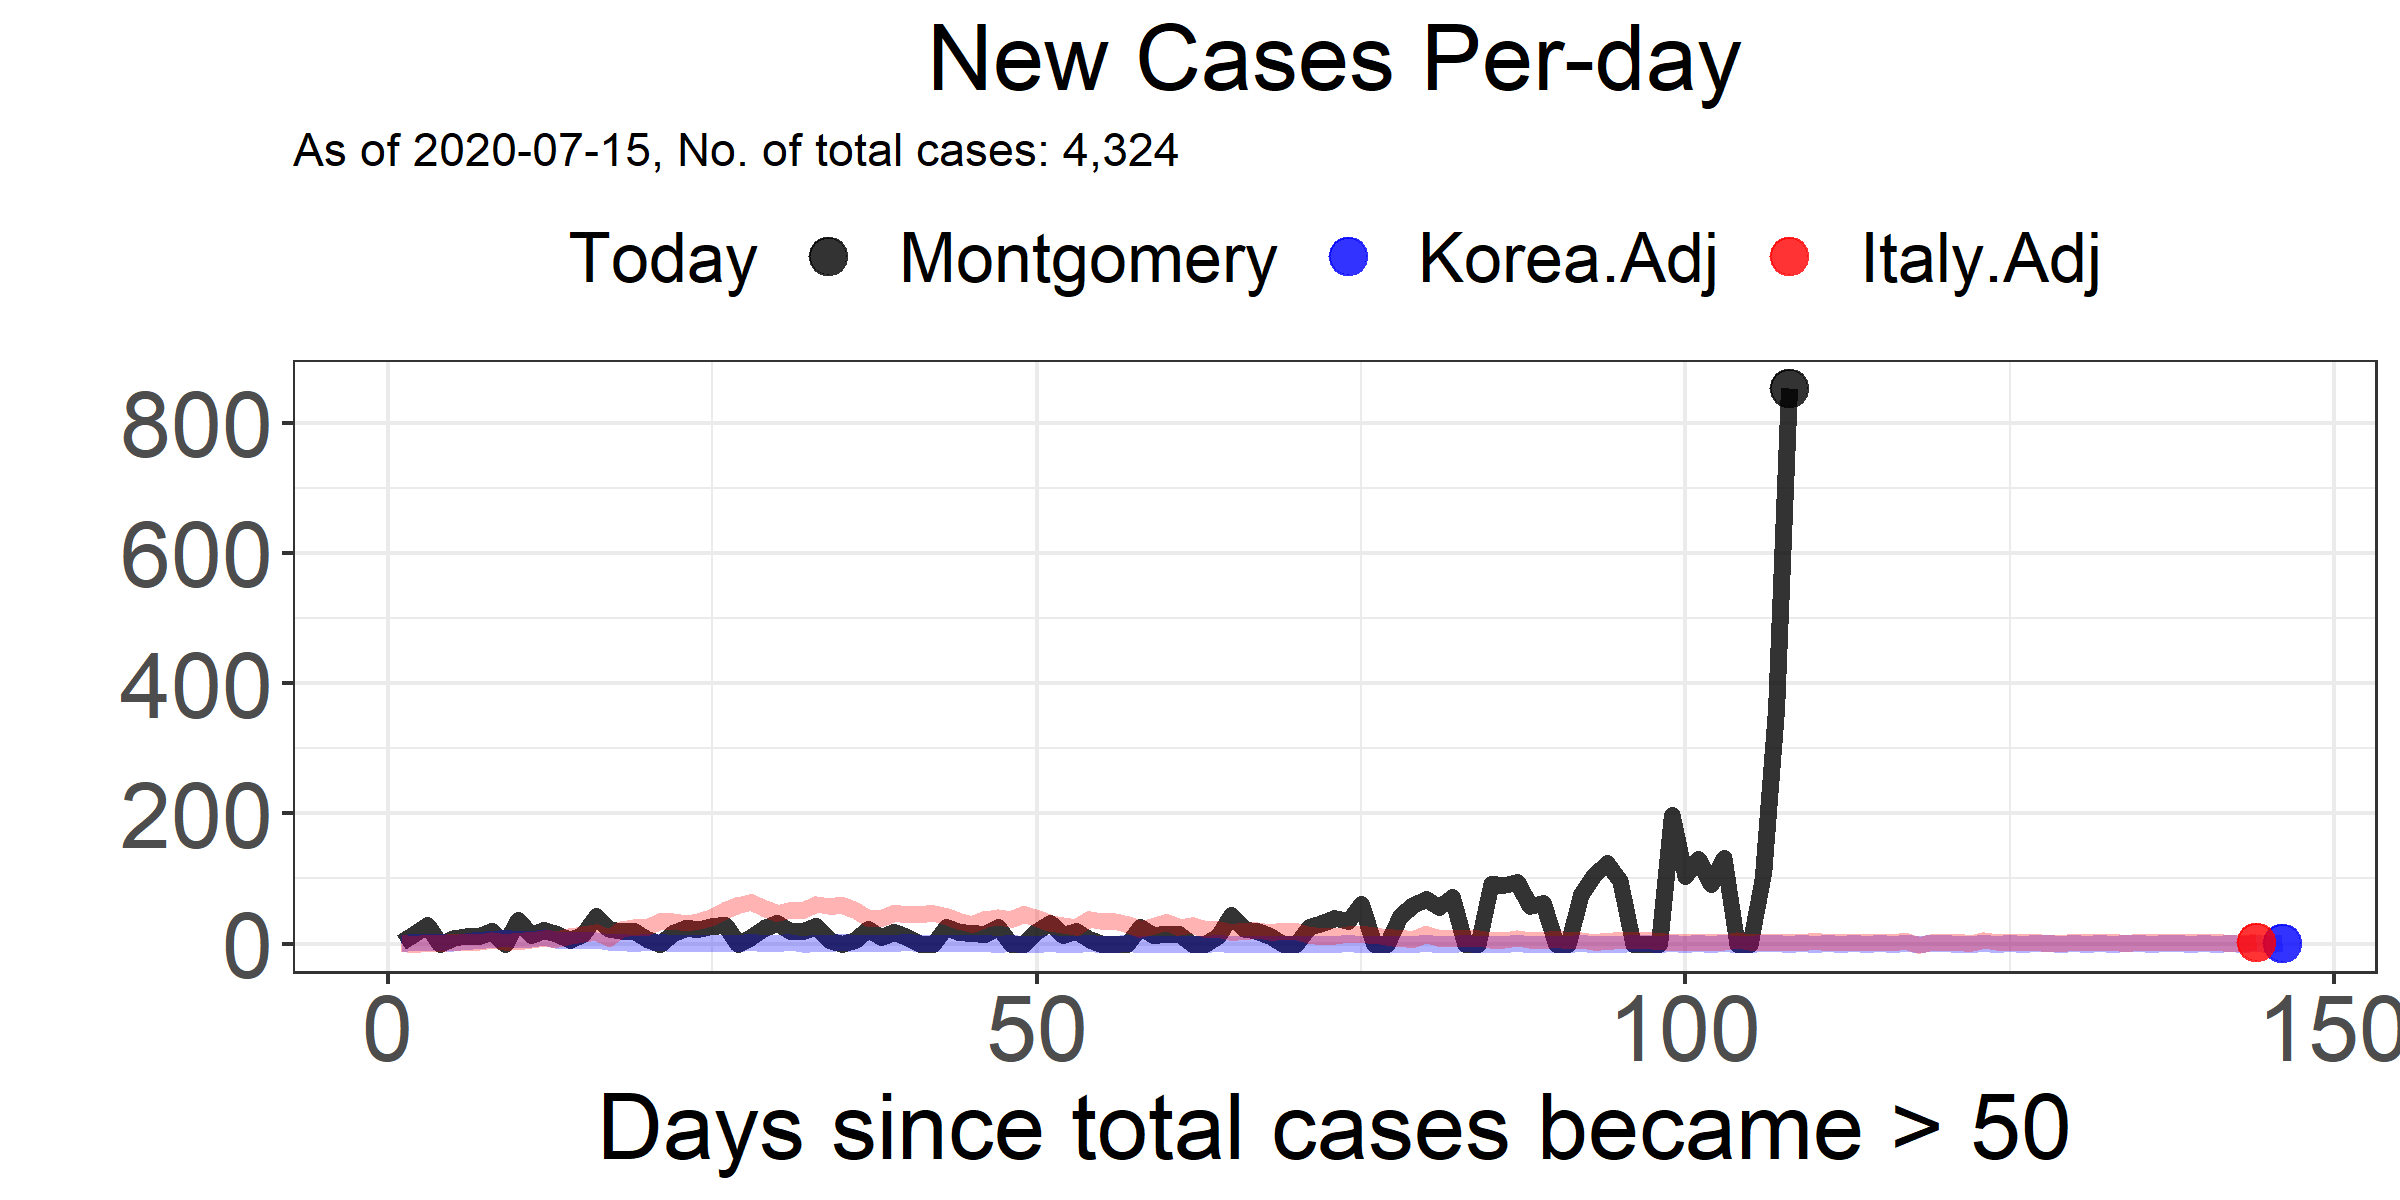 New Cases Per-day
As of 2020-07-15, No. of total cases: 4,324
Today Montgomery Korea.Adj Italy.Adj
800
600
400
200
0
0 50 100 150
Days since total cases became > 50